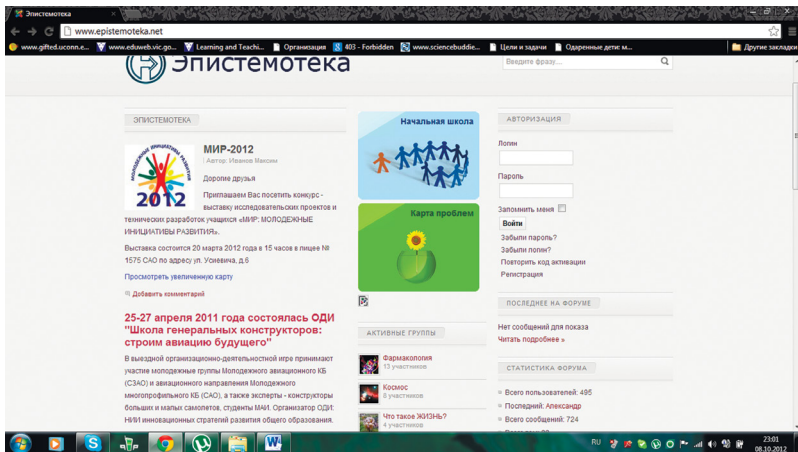 Эпистемотека
www.epistemoteka.net
www.gifted.uconn.e...
www.eduweb.vic.go...
Learning and Teachi...
Организация
403 - Forbidden
www.sciencebuddie...
Цели и задачи
Одаренные дети: м...
Другие закладки
Эпистемотека
Введите фразу...
ЭПИСТЕМОТЕКА
МОЛОДЕЖНЫЕ ИНИЦИАТИВЫ РАЗВИТИЯ
2012
МИР-2012
| Автор: Иванов Максим
Дорогие друзья
Приглашаем Вас посетить конкурс -
выставку исследовательских проектов и
технических разработок учащихся «МИР: МОЛОДЕЖНЫЕ
ИНИЦИАТИВЫ РАЗВИТИЯ».
Выставка состоится 20 марта 2012 года в 15 часов в лицее №
1575 САО по адресу ул. Усиевича, д.6
Просмотреть увеличенную карту
Добавить комментарий
25-27 апреля 2011 года состоялась ОДИ
"Школа генеральных конструкторов:
строим авиацию будущего"
В выездной организационно-деятельностной игре принимают
участие молодежные группы Молодежного авиационного КБ
(СЗАО) и авиационного направления Молодежного
многопрофильного КБ (САО), а также эксперты - конструкторы
больших и малых самолетов, студенты МАИ. Организатор ОДИ:
НИИ инновационных стратегий развития общего образования.
Начальная школа
Карта проблем
АКТИВНЫЕ ГРУППЫ
Фармакология
13 участников
Космос
8 участников
Что такое ЖИЗНЬ?
4 участников
АВТОРИЗАЦИЯ
Логин
Пароль
Запомнить меня
Войти
Забыли пароль?
Забыли логин?
Повторить код активации
Регистрация
ПОСЛЕДНЕЕ НА ФОРУМЕ
Нет сообщений для показа
Читать подробнее »
СТАТИСТИКА ФОРУМА
Всего пользователей: 495
Последний: Александр
Всего сообщений: 724
RU
23:01
08.10.2012